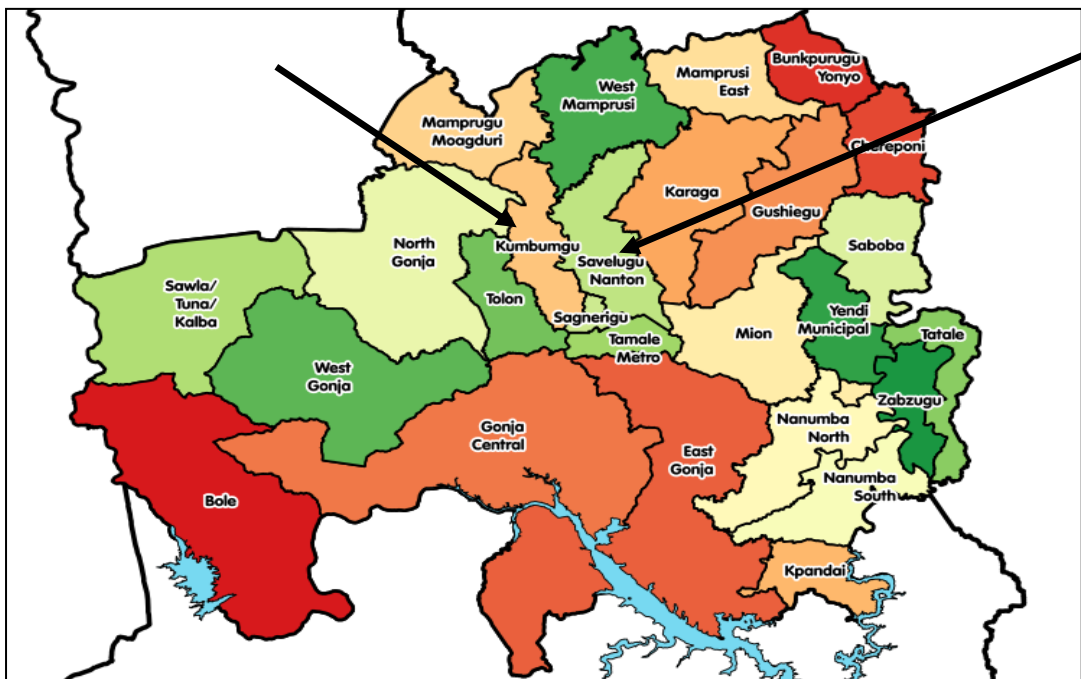 Bunkpurugu
Yonyo
West
Mamprusi
Mamprusi
East
Mamprugu
Moagduri
Chereponi
Karaga
Gushiegu
North
Gonja
Kumbumgu
Savelugu
Nanton
Saboba
Sawla/
Tuna/
Kalba
Tolon
Sagnerigu
Yendi
Municipal
Mion
Tamale
Metro
Tatale
West
Gonja
Zabzugu
Nanumba
North
Gonja
Central
East
Gonja
Nanumba
South
Bole
Kpandai